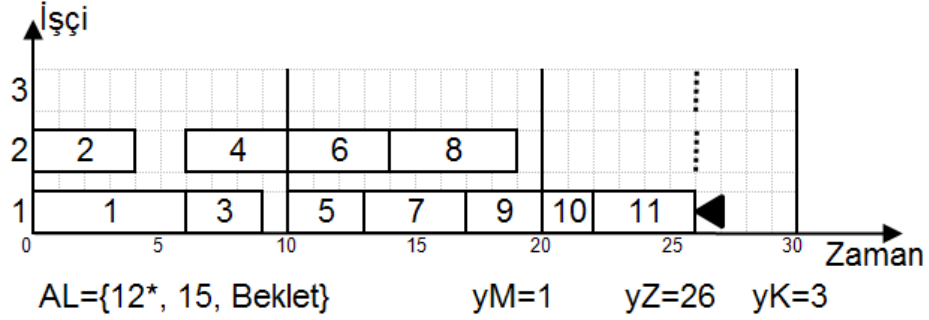 İşçi
3
2 2 4 6 8
1 1 3 5 7 9 10 11
0 5 10 15 20 25 30
Zaman
AL={12*, 15, Beklet} yM=1 yZ=26 yK=3